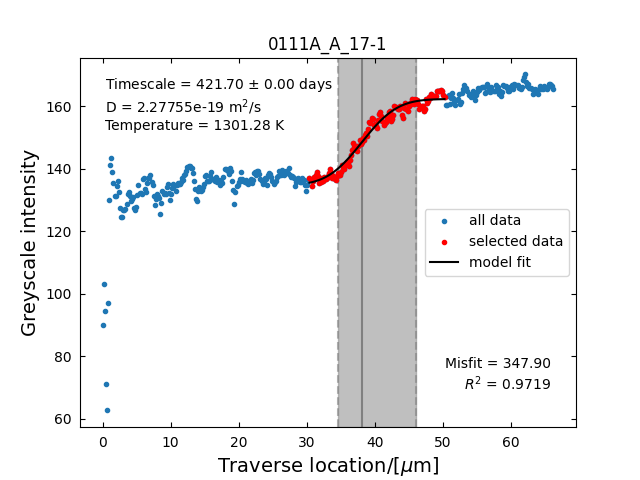 0111A_A_17-1
Timescale = 421.70 ± 0.00 days
D = 2.27755e-19 m²/s
Temperature = 1301.28 K
160
140
120
100
80
60
Greyscale intensity
all data
selected data
model fit
Misfit = 347.90
R² = 0.9719
0 10 20 30 40 50 60
Traverse location/[μm]